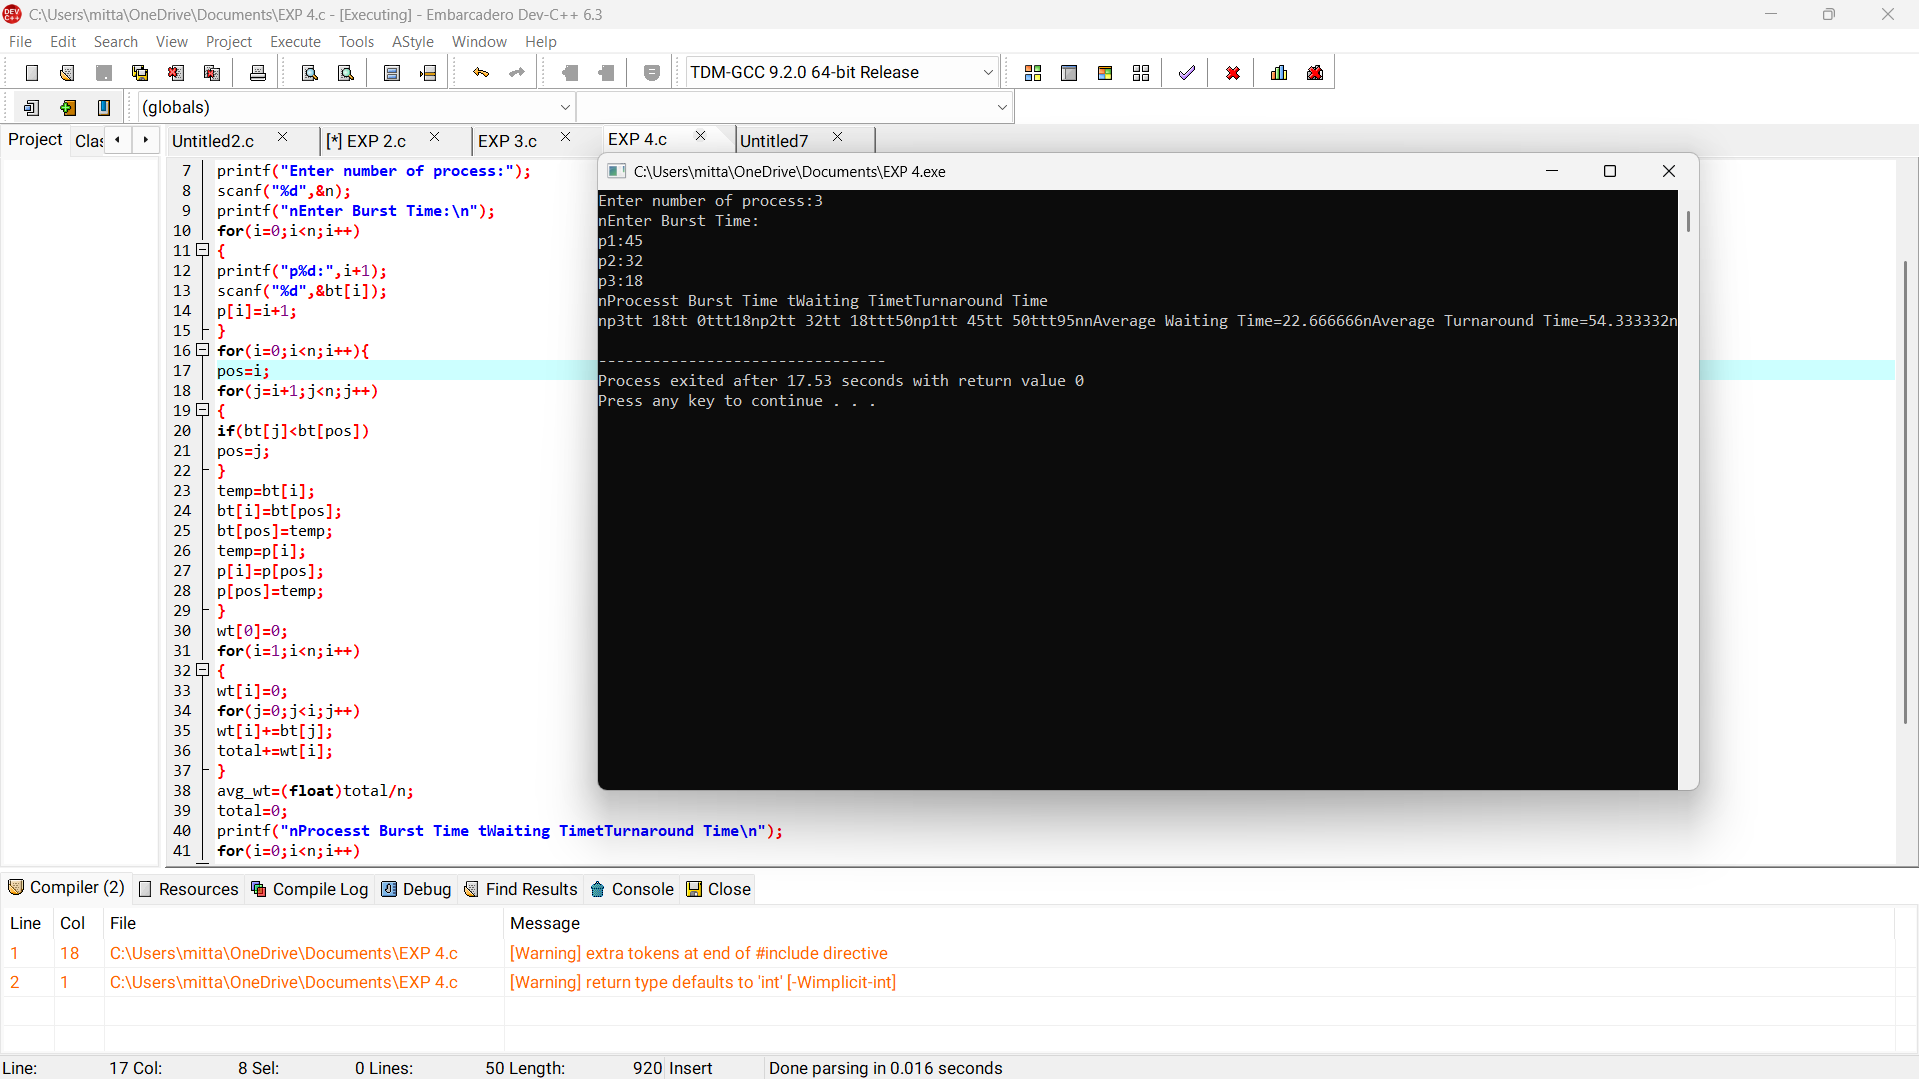 C:\Users\mitta\OneDrive\Documents\EXP 4.c - [Executing] - Embarcadero Dev-C++ 6.3
File Edit Search View Project Execute Tools AStyle Window Help
TDM-GCC 9.2.0 64-bit Release
(globals)
Project Clas Untitled2.c [*] EXP 2.c EXP 3.c EXP 4.c Untitled7
7 printf("Enter number of process:");
8 scanf("%d",&n);
9 printf("nEnter Burst Time:\n");
10 for(i=0;i<n;i++)
11 {
12 printf("p%d:",i+1);
13 scanf("%d",&bt[i]);
14 p[i]=i+1;
15 }
16 for(i=0;i<n;i++){
17 pos=i;
18 for(j=i+1;j<n;j++)
19 {
20 if(bt[j]<bt[pos])
21 pos=j;
22 }
23 temp=bt[i];
24 bt[i]=bt[pos];
25 bt[pos]=temp;
26 temp=p[i];
27 p[i]=p[pos];
28 p[pos]=temp;
29 }
30 wt[0]=0;
31 for(i=1;i<n;i++)
32 {
33 wt[i]=0;
34 for(j=0;j<i;j++)
35 wt[i]+=bt[j];
36 total+=wt[i];
37 }
38 avg_wt=(float)total/n;
39 total=0;
40 printf("nProcesst Burst Time tWaiting TimetTurnaround Time\n");
41 for(i=0;i<n;i++)
C:\Users\mitta\OneDrive\Documents\EXP 4.exe
Enter number of process:3
nEnter Burst Time:
p1:45
p2:32
p3:18
nProcesst Burst Time tWaiting TimetTurnaround Time
np3tt 18tt 0ttt18np2tt 32tt 18ttt50np1tt 45tt 50ttt95nnAverage Waiting Time=22.666666nAverage Turnaround Time=54.333332n
--------------------------------
Process exited after 17.53 seconds with return value 0
Press any key to continue . . .
Compiler (2) Resources Compile Log Debug Find Results Console Close
Line Col File Message
1 18 C:\Users\mitta\OneDrive\Documents\EXP 4.c [Warning] extra tokens at end of #include directive
2 1 C:\Users\mitta\OneDrive\Documents\EXP 4.c [Warning] return type defaults to 'int' [-Wimplicit-int]
Line: 17 Col: 8 Sel: 0 Lines: 50 Length: 920 Insert Done parsing in 0.016 seconds